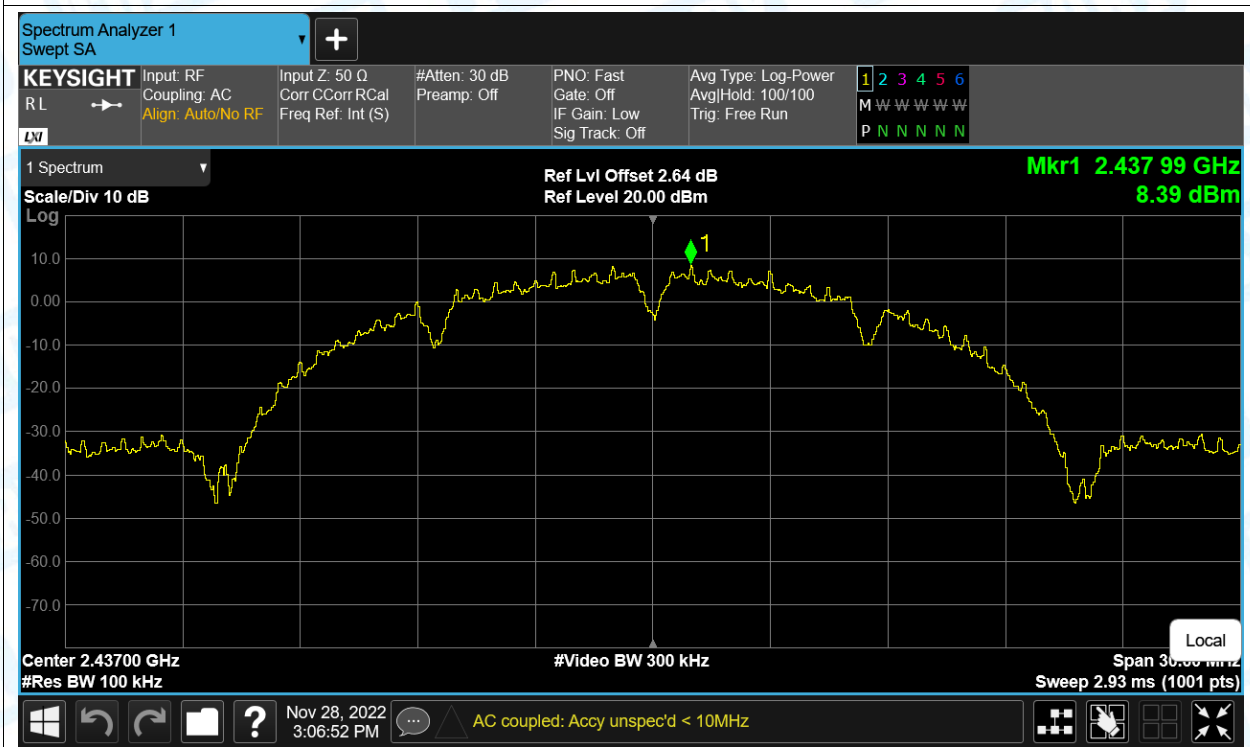 Spectrum Analyzer 1
Swept SA
KEYSIGHT
R L
LXI
Input: RF
Coupling: AC
Align: Auto/No RF
Input Z: 50 Ω
Corr CCorr RCal
Freq Ref: Int (S)
#Atten: 30 dB
Preamp: Off
PNO: Fast
Gate: Off
IF Gain: Low
Sig Track: Off
Avg Type: Log-Power
Avg|Hold: 100/100
Trig: Free Run
1 2 3 4 5 6
M W W W W W
P N N N N N
1 Spectrum
Scale/Div 10 dB
Log
Ref Lvl Offset 2.64 dB
Ref Level 20.00 dBm
Mkr1 2.437 99 GHz
8.39 dBm
1
10.0
0.00
-10.0
-20.0
-30.0
-40.0
-50.0
-60.0
-70.0
Local
Center 2.43700 GHz
#Res BW 100 kHz
#Video BW 300 kHz
Span 30.00 MHz
Sweep 2.93 ms (1001 pts)
?
Nov 28, 2022
3:06:52 PM
AC coupled: Accy unspec'd < 10MHz